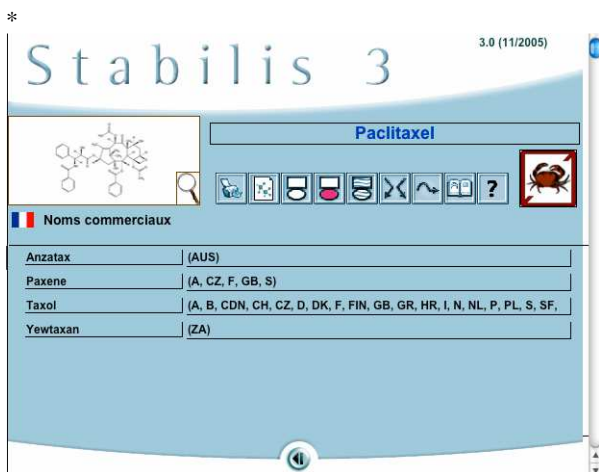 *
3.0 (11/2005)
Stabilis 3
Paclitaxel
?
Noms commerciaux
Anzatax (AUS)
Paxene (A, CZ, F, GB, S)
Taxol (A, B, CDN, CH, CZ, D, DK, F, FIN, GB, GR, HR, I, N, NL, P, PL, S, SF,
Yewtaxan (ZA)